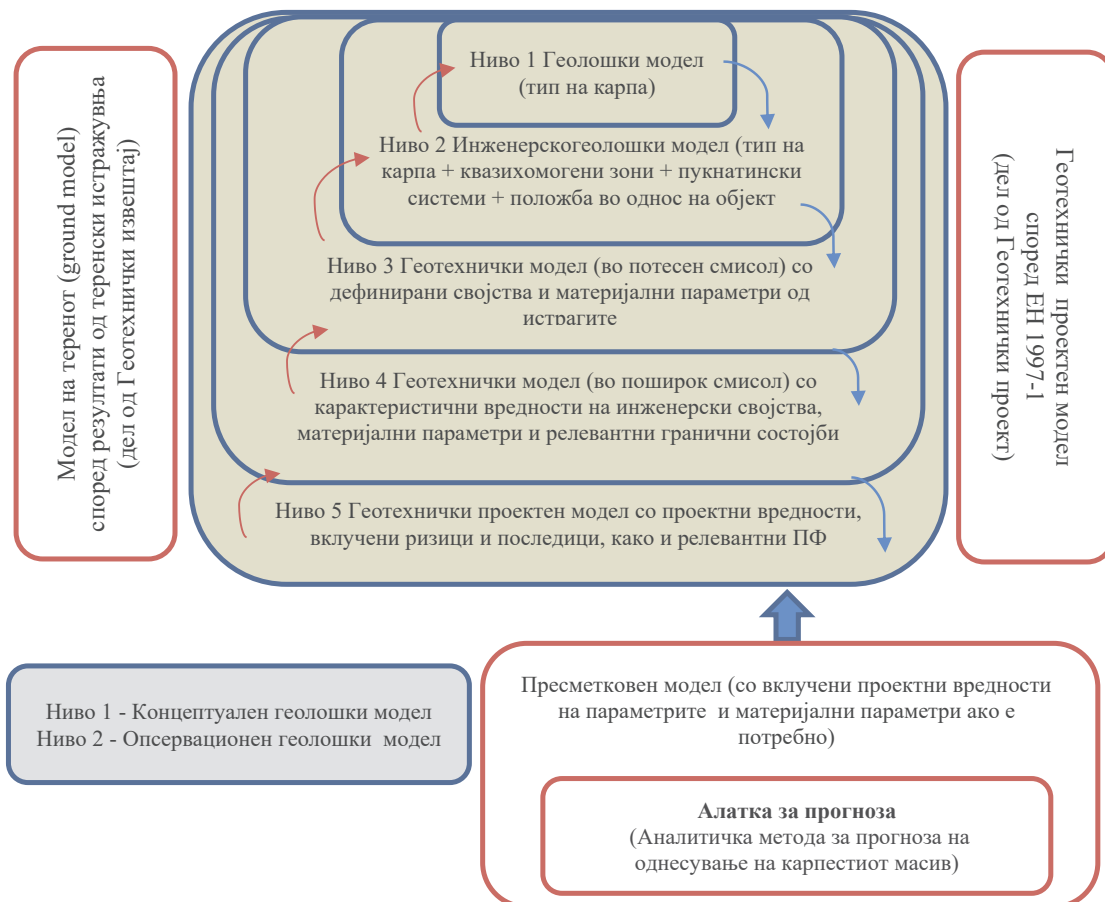 Модел на теренот (ground model)
според резултати од теренски истражувња
(дел од Геотехнички извештај)
Ниво 1 Геолошки модел
(тип на карпа)
Ниво 2 Инженерскогеолошки модел (тип на
карпа + квазихомогени зони + пукнатински
системи + положба во однос на објект
Ниво 3 Геотехнички модел (во потесен смисол) со
дефинирани својства и материјални параметри од
истрагите
Ниво 4 Геотехнички модел (во поширок смисол) со
карактеристични вредности на инженерски својства,
материјални параметри и релевантни гранични состојби
Ниво 5 Геотехнички проектен модел со проектни вредности,
вклучени ризици и последици, како и релевантни ПФ
Геотехнички проектен модел
според ЕН 1997-1
(дел од Геотехнички проект)
Ниво 1 - Концептуален геолошки модел
Ниво 2 - Опсервационен геолошки модел
Пресметковен модел (со вклучени проектни вредности
на параметрите и материјални параметри ако е
потребно)
Алатка за прогноза
(Аналитичка метода за прогноза на
однесување на карпестиот масив)